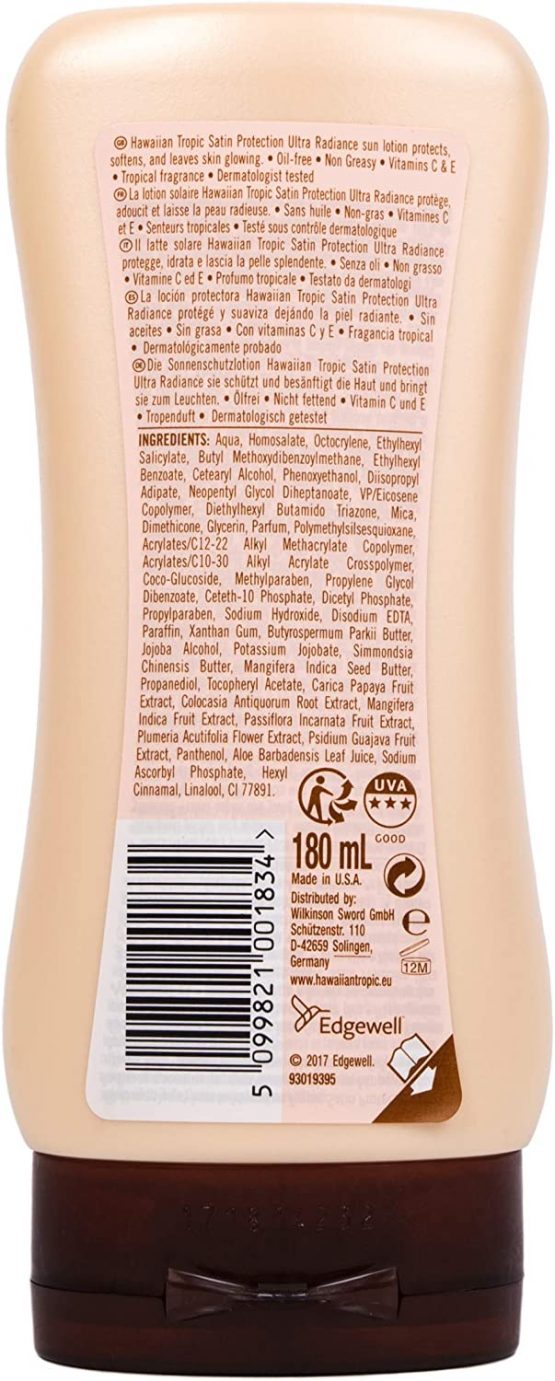 GB Hawaiian Tropic Satin Protection Ultra Radiance sun lotion protects,
softens, and leaves skin glowing. • Oil-free • Non Greasy • Vitamins C & E
• Tropical fragrance • Dermatologist tested
FR La lotion solaire Hawaiian Tropic Satin Protection Ultra Radiance protège,
adoucit et laisse la peau radieuse. • Sans huile • Non-gras • Vitamines C
et E • Senteurs tropicales • Testé sous contrôle dermatologique
IT Il latte solare Hawaiian Tropic Satin Protection Ultra Radiance
protegge, idrata e lascia la pelle splendente. • Senza oli • Non grasso
• Vitamine C ed E • Profumo tropicale • Testato da dermatologi
ES La loción protectora Hawaiian Tropic Satin Protection Ultra
Radiance protegé y suaviza dejándo la piel radiante. • Sin
aceites • Sin grasa • Con vitaminas C y E • Fragancia tropical
• Dermatológicamente probado
DE Die Sonnenschutzlotion Hawaiian Tropic Satin Protection
Ultra Radiance sie schützt und besänftigt die Haut und bringt
sie zum Leuchten. • Ölfrei • Nicht fettend • Vitamin C und E
• Tropenduft • Dermatologisch getestet
INGREDIENTS: Aqua, Homosalate, Octocrylene, Ethylhexyl
Salicylate, Butyl Methoxydibenzoylmethane, Ethylhexyl
Benzoate, Cetearyl Alcohol, Phenoxyethanol, Diisopropyl
Adipate, Neopentyl Glycol Diheptanoate, VP/Eicosene
Copolymer, Diethylhexyl Butamido Triazone, Mica,
Dimethicone, Glycerin, Parfum, Polymethylsilsesquioxane,
Acrylates/C12-22 Alkyl Methacrylate Copolymer,
Acrylates/C10-30 Alkyl Acrylate Crosspolymer,
Coco-Glucoside, Methylparaben, Propylene Glycol
Dibenzoate, Ceteth-10 Phosphate, Dicetyl Phosphate,
Propylparaben, Sodium Hydroxide, Disodium EDTA,
Paraffin, Xanthan Gum, Butyrospermum Parkii Butter,
Jojoba Alcohol, Potassium Jojobate, Simmondsia
Chinensis Butter, Mangifera Indica Seed Butter,
Propanediol, Tocopheryl Acetate, Carica Papaya Fruit
Extract, Colocasia Antiquorum Root Extract, Mangifera
Indica Fruit Extract, Passiflora Incarnata Fruit Extract,
Plumeria Acutifolia Flower Extract, Psidium Guajava Fruit
Extract, Panthenol, Aloe Barbadensis Leaf Juice, Sodium
Ascorbyl Phosphate, Hexyl
Cinnamal, Linalool, CI 77891.
UVA
GOOD
180 mL
Made in U.S.A.
Distributed by:
Wilkinson Sword GmbH
Schützenstr. 110
D-42659 Solingen,
Germany
www.hawaiiantropic.eu
e
12M
Edgewell
© 2017 Edgewell.
93019395
5 099821 001834 >